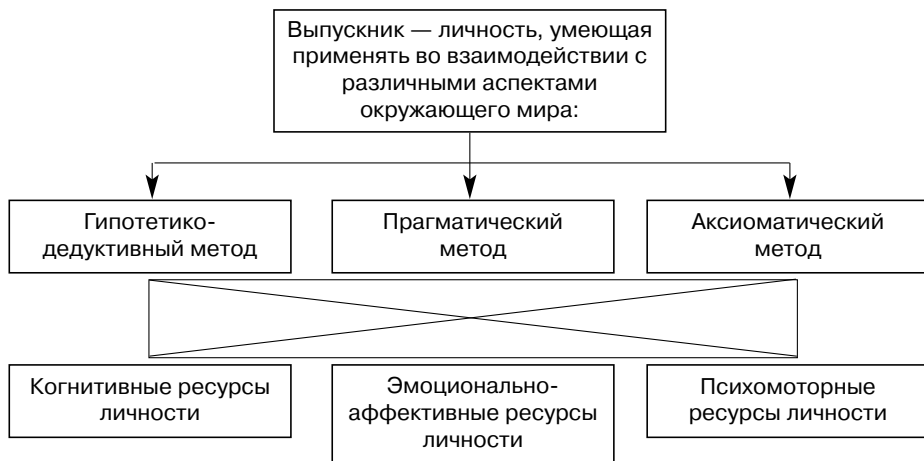 Выпускник — личность, умеющая
применять во взаимодействии с
различными аспектами
окружающего мира:
Гипотетико-
дедуктивный метод
Прагматический
метод
Аксиоматический
метод
Когнитивные ресурсы
личности
Эмоционально-
аффективные ресурсы
личности
Психомоторные
ресурсы личности